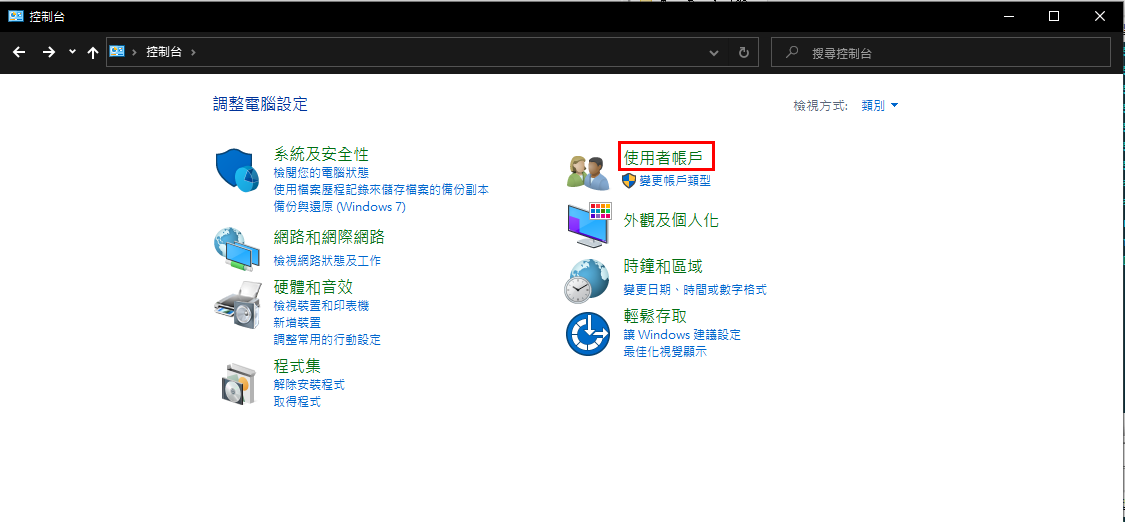 控制台
控制台
搜尋控制台
調整電腦設定
檢視方式: 類別
系統及安全性
檢閱您的電腦狀態
使用檔案歷程記錄來儲存檔案的備份副本
備份與還原 (Windows 7)
網路和網際網路
檢視網路狀態及工作
硬體和音效
檢視裝置和印表機
新增裝置
調整常用的行動設定
程式集
解除安裝程式
取得程式
使用者帳戶
變更帳戶類型
外觀及個人化
時鐘和區域
變更日期、時間或數字格式
輕鬆存取
讓 Windows 建議設定
最佳化視覺顯示